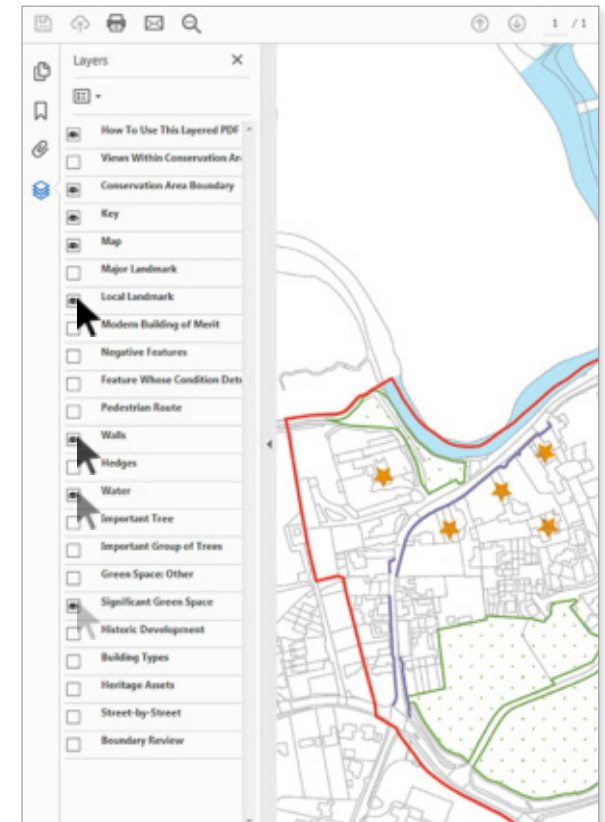 1 / 1
Layers
How To Use This Layered PDF
Views Within Conservation Are
Conservation Area Boundary
Key
Map
Major Landmark
Local Landmark
Modern Building of Merit
Negative Features
Feature Whose Condition Detr
Pedestrian Route
Walls
Hedges
Water
Important Tree
Important Group of Trees
Green Space: Other
Significant Green Space
Historic Development
Building Types
Heritage Assets
Street-by-Street
Boundary Review